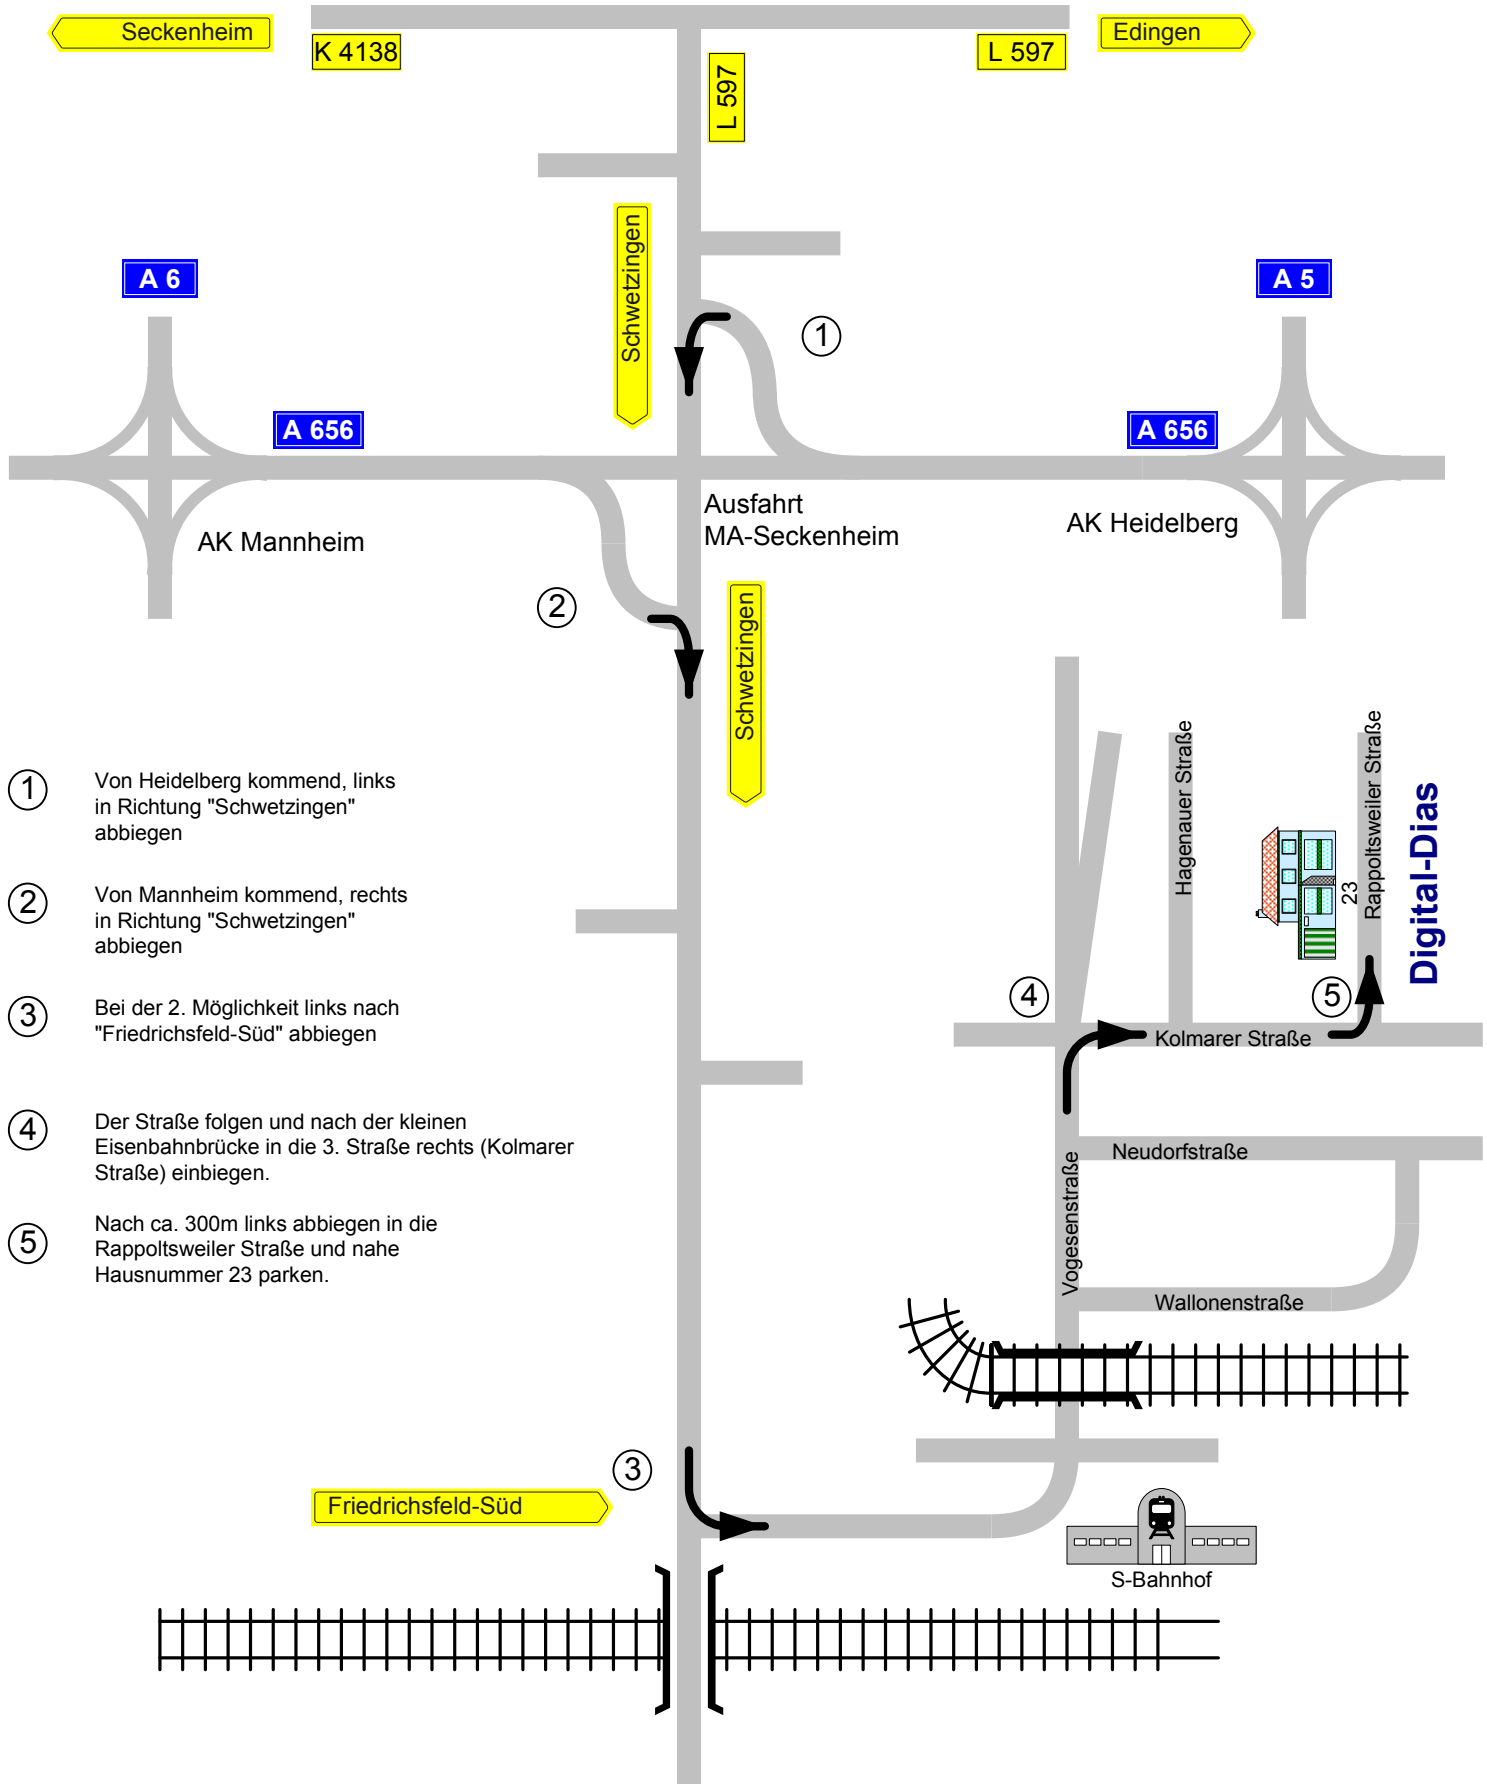 Seckenheim
K 4138
L 597
L 597
Edingen
Schwetzingen
A 6
A 5
1
A 656
A 656
Ausfahrt
MA-Seckenheim
AK Heidelberg
AK Mannheim
2
Schwetzingen
Hagenauer Straße
Rappoltsweiler Straße
23
Digital-Dias
1
Von Heidelberg kommend, links
in Richtung "Schwetzingen"
abbiegen
2
Von Mannheim kommend, rechts
in Richtung "Schwetzingen"
abbiegen
3
Bei der 2. Möglichkeit links nach
"Friedrichsfeld-Süd" abbiegen
4
Der Straße folgen und nach der kleinen
Eisenbahnbrücke in die 3. Straße rechts (Kolmarer
Straße) einbiegen.
5
Nach ca. 300m links abbiegen in die
Rappoltsweiler Straße und nahe
Hausnummer 23 parken.
4
5
Kolmarer Straße
Neudorfstraße
Vogesenstraße
Wallonenstraße
3
Friedrichsfeld-Süd
S-Bahnhof